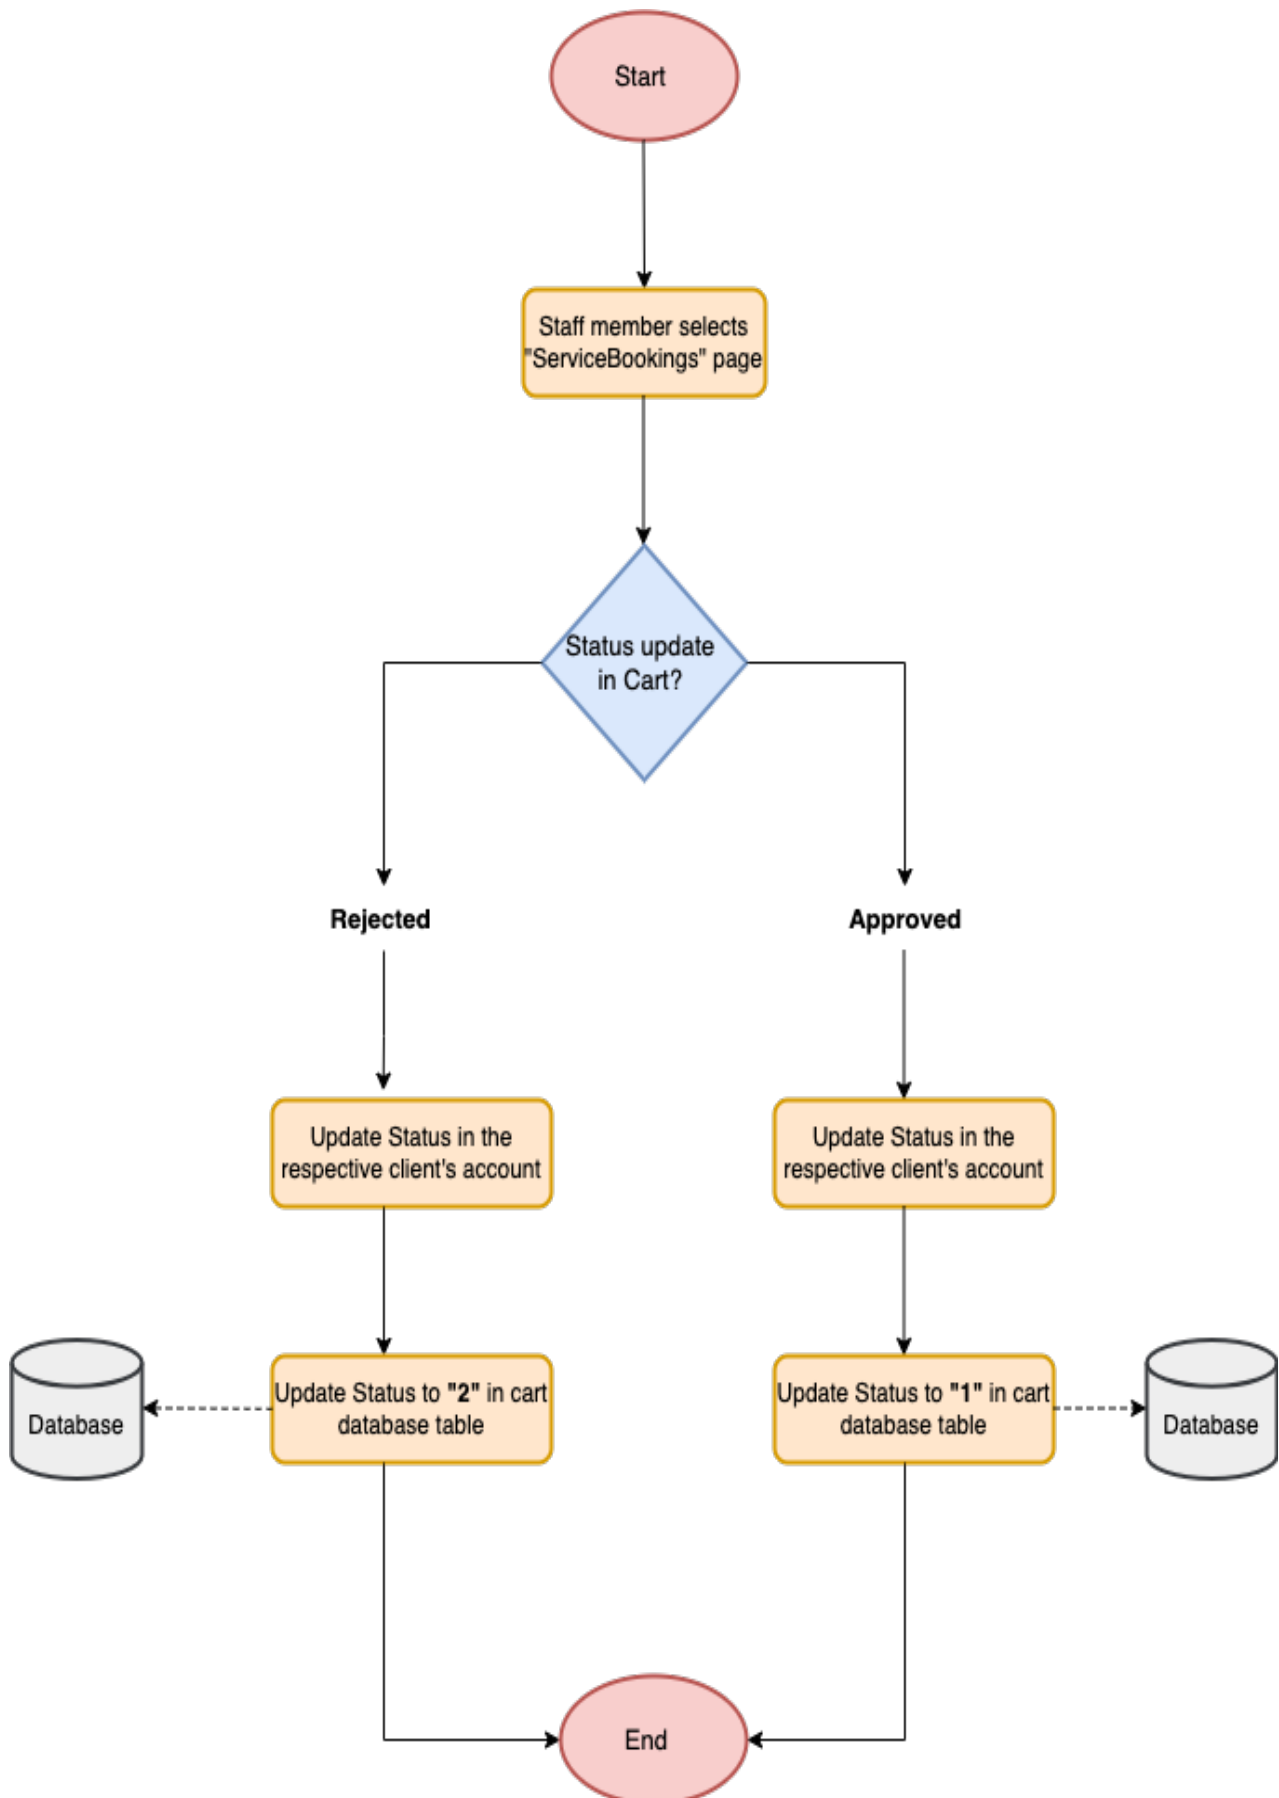 Start
Staff member selects
"ServiceBookings" page
Status update
in Cart?
Rejected
Approved
Update Status in the
respective client's account
Update Status in the
respective client's account
Database
Update Status to "2" in cart
database table
Update Status to "1" in cart
database table
Database
End